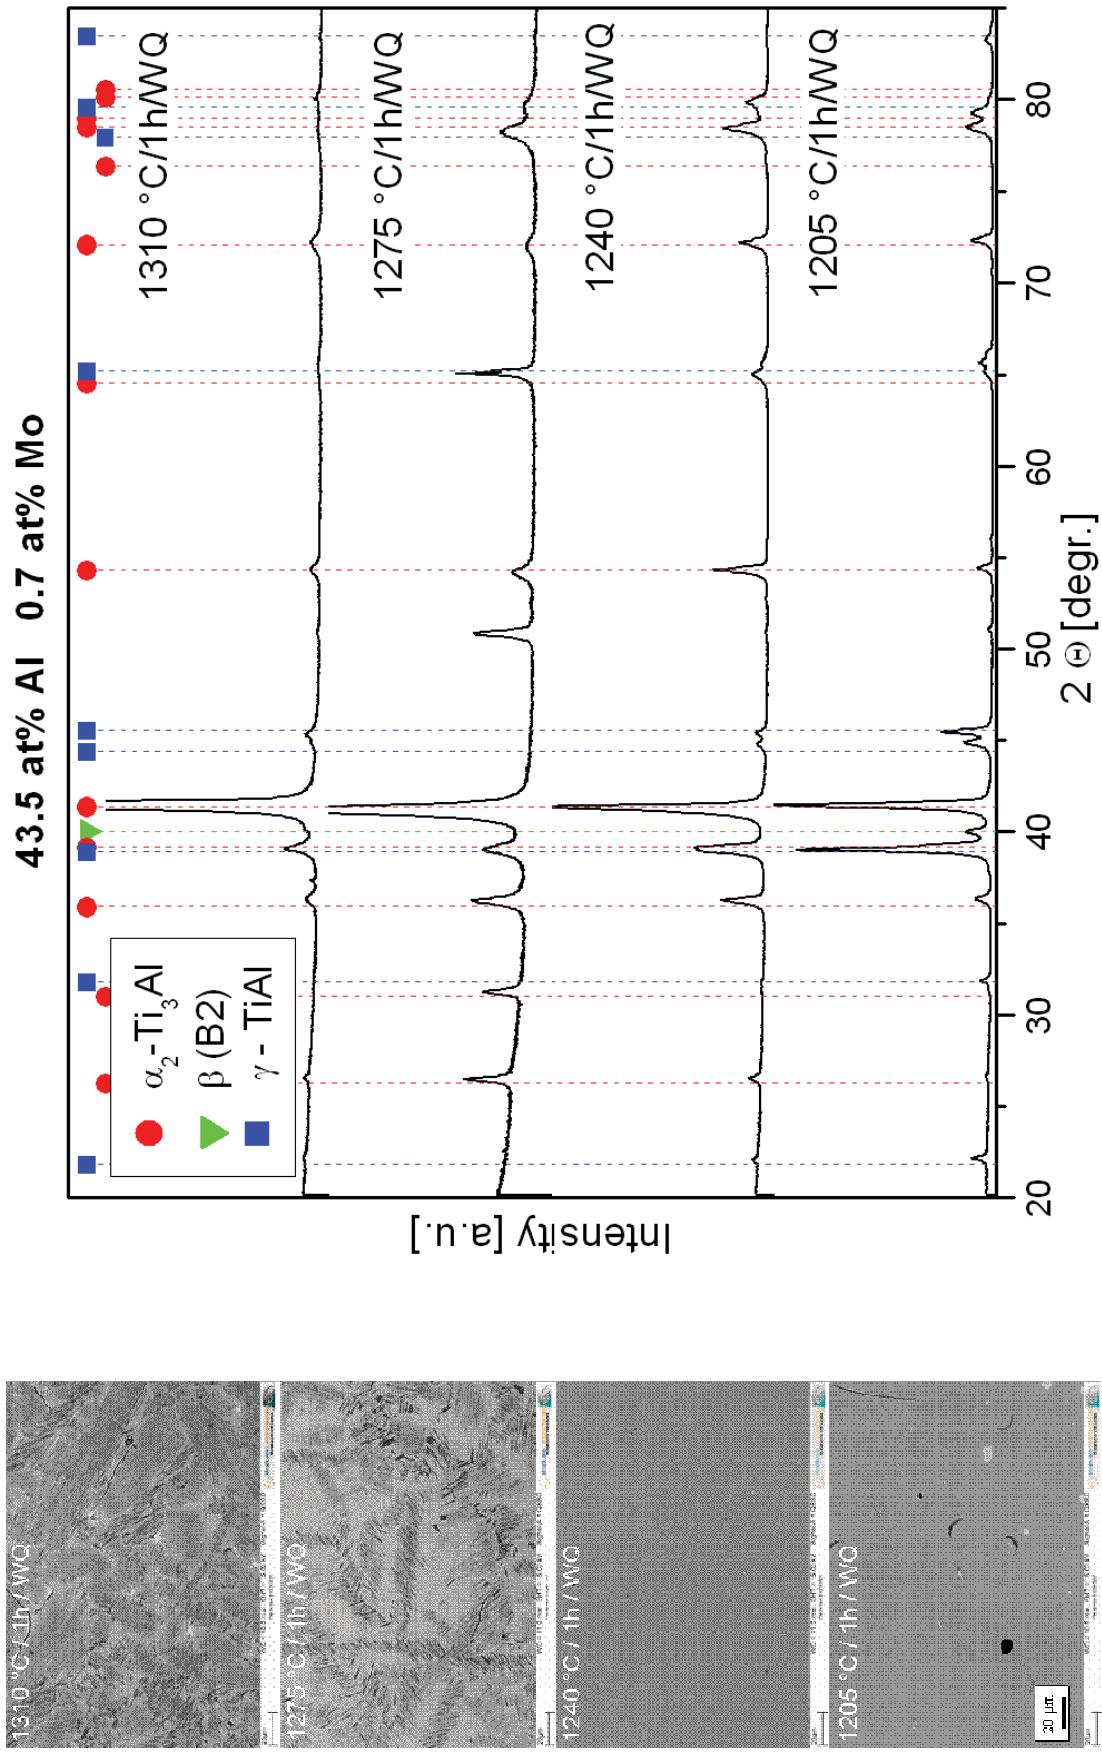 43.5 at% Al 0.7 at% Mo
α₂-Ti₃Al
β (B2)
γ - TiAl
1310 °C/1h/WQ
1275 °C/1h/WQ
1240 °C/1h/WQ
1205 °C/1h/WQ
Intensity [a.u.]
20 30 40 50 60 70 80
2 Θ [degr.]
1310 °C / 1h / WQ
1275 °C / 1h / WQ
1240 °C / 1h / WQ
1205 °C / 1h / WQ
20 µm